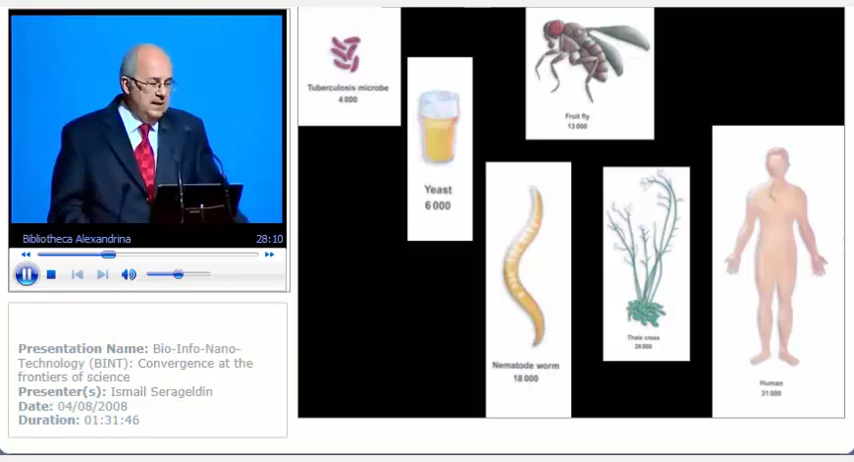 Bibliotheca Alexandrina 28:10
Presentation Name: Bio-Info-Nano-
Technology (BINT): Convergence at the
frontiers of science
Presenter(s): Ismail Serageldin
Date: 04/08/2008
Duration: 01:31:46
Tuberculosis microbe
4 000
Yeast
6 000
Fruit fly
13 000
Nematode worm
18 000
Thale cress
26 000
Human
31 000